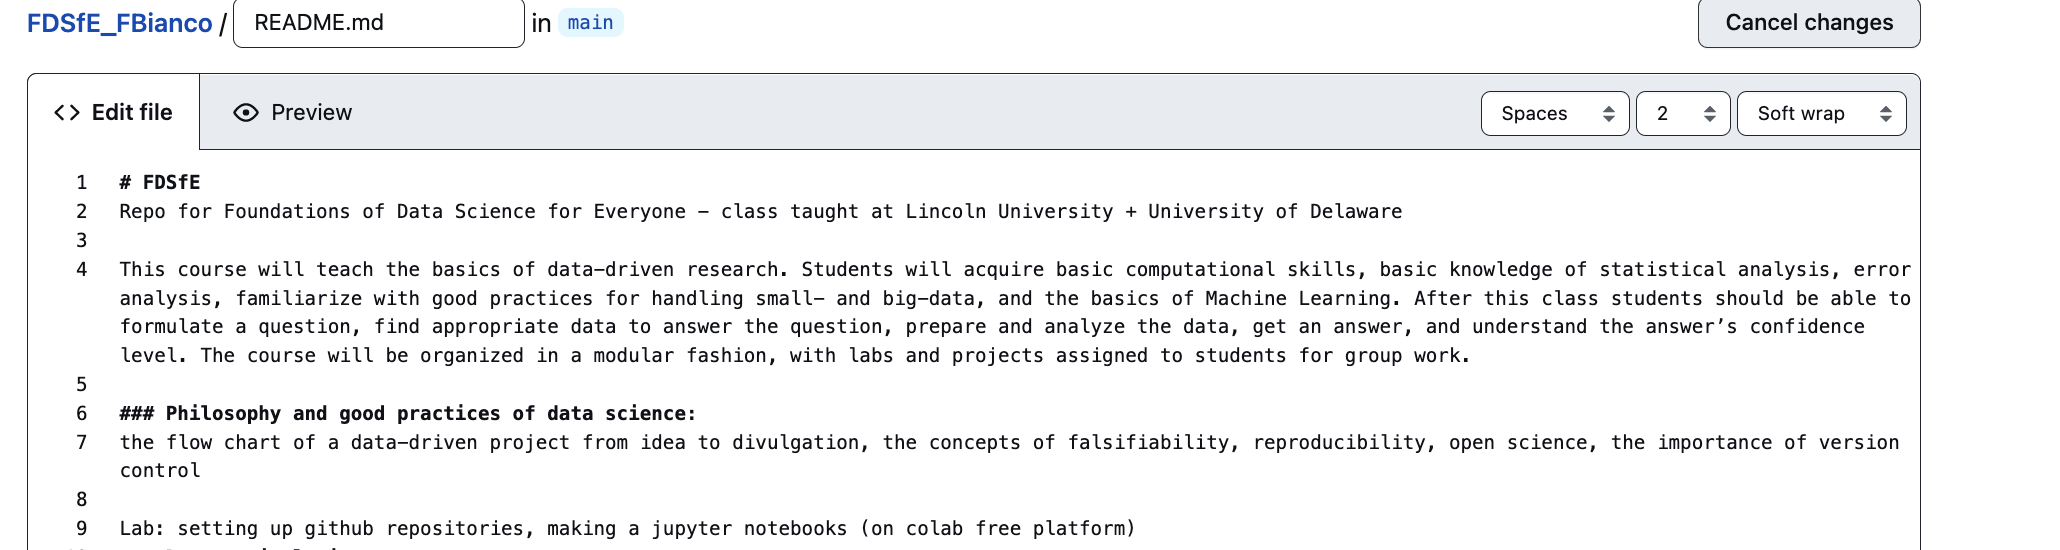 FDSfE_FBianco / README.md in main Cancel changes
Edit file Preview Spaces 2 Soft wrap
1 # FDSfE
2 Repo for Foundations of Data Science for Everyone – class taught at Lincoln University + University of Delaware
3
4 This course will teach the basics of data–driven research. Students will acquire basic computational skills, basic knowledge of statistical analysis, error
analysis, familiarize with good practices for handling small– and big–data, and the basics of Machine Learning. After this class students should be able to
formulate a question, find appropriate data to answer the question, prepare and analyze the data, get an answer, and understand the answer’s confidence
level. The course will be organized in a modular fashion, with labs and projects assigned to students for group work.
5
6 ### Philosophy and good practices of data science:
7 the flow chart of a data–driven project from idea to divulgation, the concepts of falsifiability, reproducibility, open science, the importance of version
control
8
9 Lab: setting up github repositories, making a jupyter notebooks (on colab free platform)